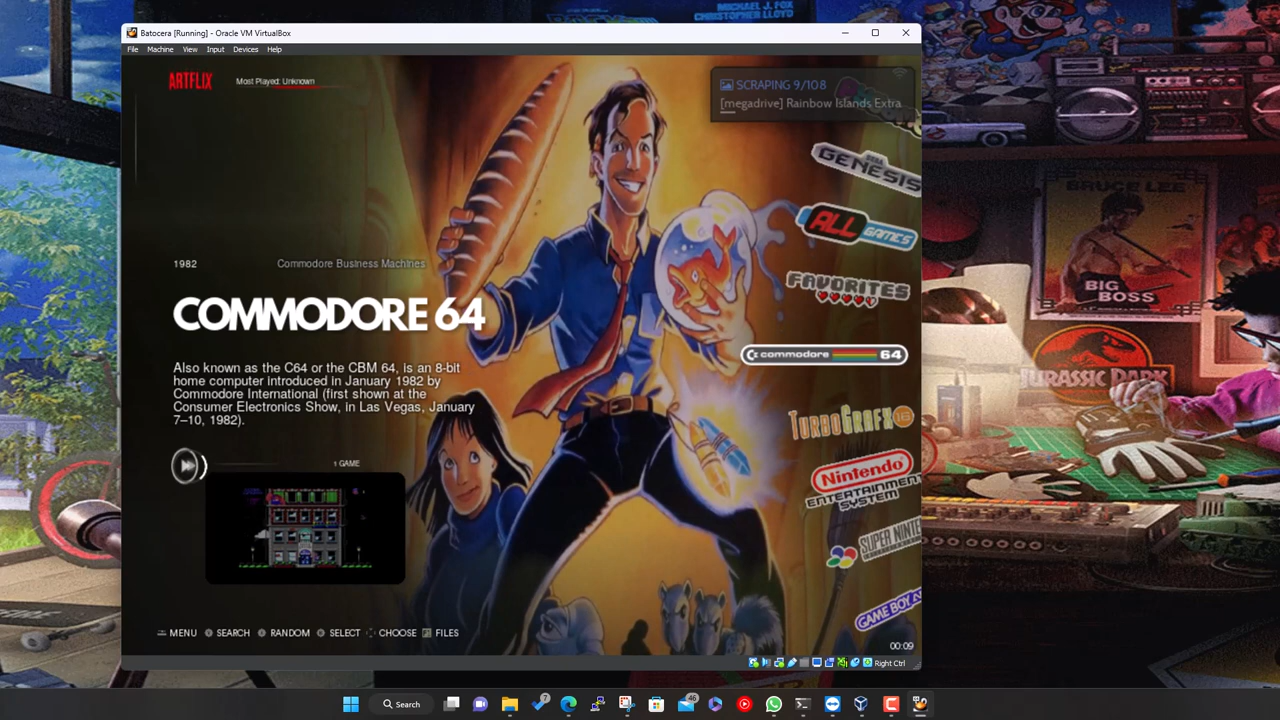 MICHAEL J. FOX
CHRISTOPHER LLOYD
Batocera [Running] - Oracle VM VirtualBox
File Machine View Input Devices Help
ARTFLIX
Most Played: Unknown
SCRAPING 9/108
[megadrive] Rainbow Islands Extra
SEGA
GENESIS
ALL GAMES
FAVORITES
1982
Commodore Business Machines
COMMODORE 64
commodore 64
Also known as the C64 or the CBM 64, is an 8-bit
home computer introduced in January 1982 by
Commodore International (first shown at the
Consumer Electronics Show, in Las Vegas, January
7–10, 1982).
TURBOGRAFX 16
Nintendo
ENTERTAINMENT
SYSTEM
SUPER NINTE
GAME BOY
1 GAME
MENU SEARCH RANDOM SELECT CHOOSE FILES
00:09
Right Ctrl
BRUCE LEE
BIG
BOSS
JURASSIC PARK
Search
7
46